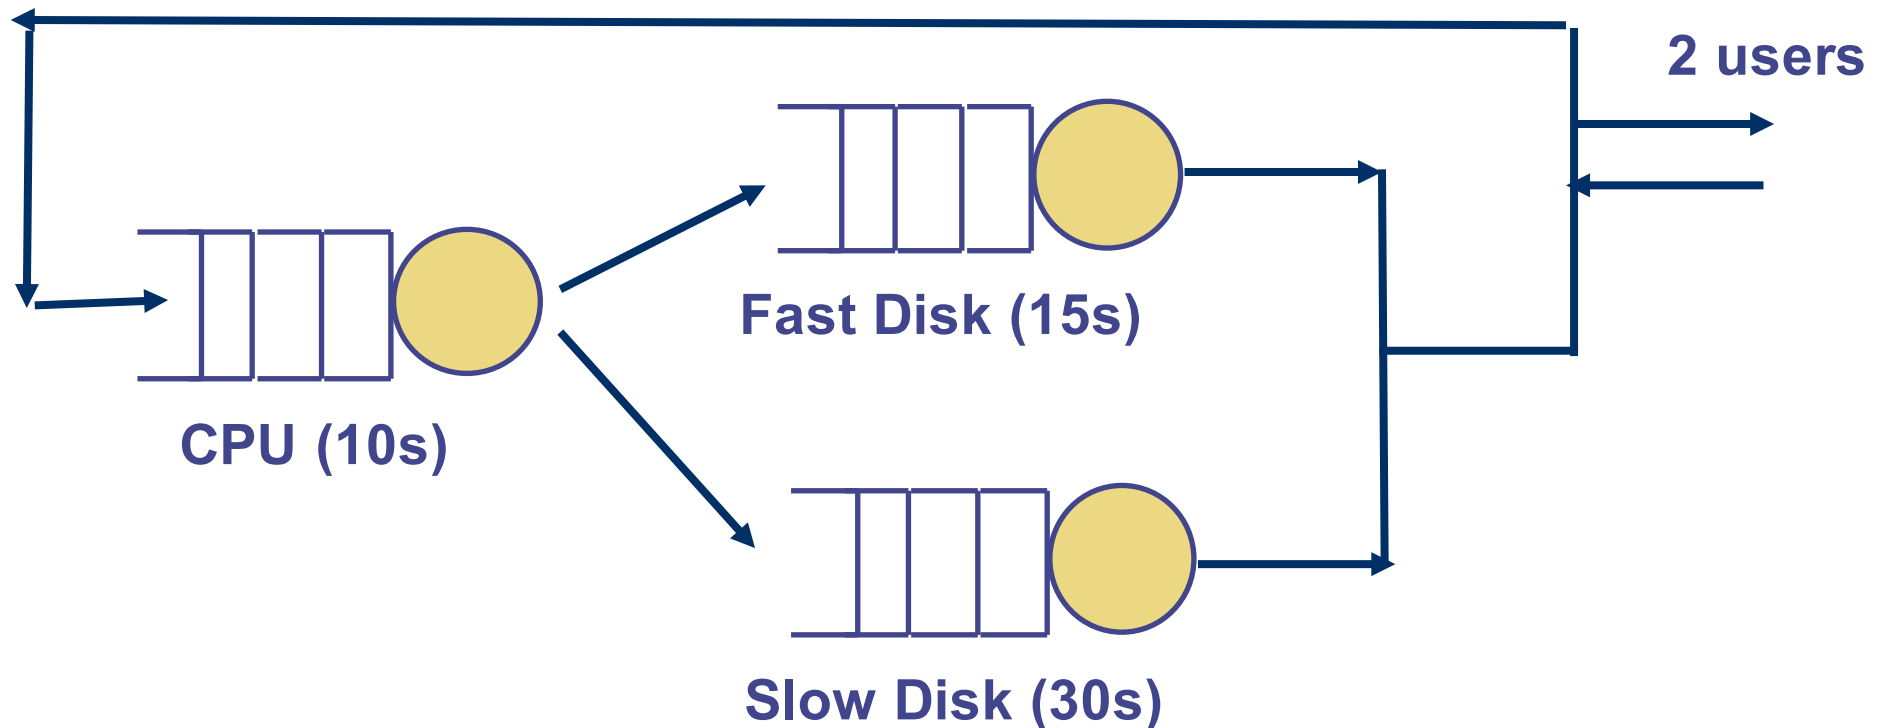 2 users
Fast Disk (15s)
CPU (10s)
Slow Disk (30s)